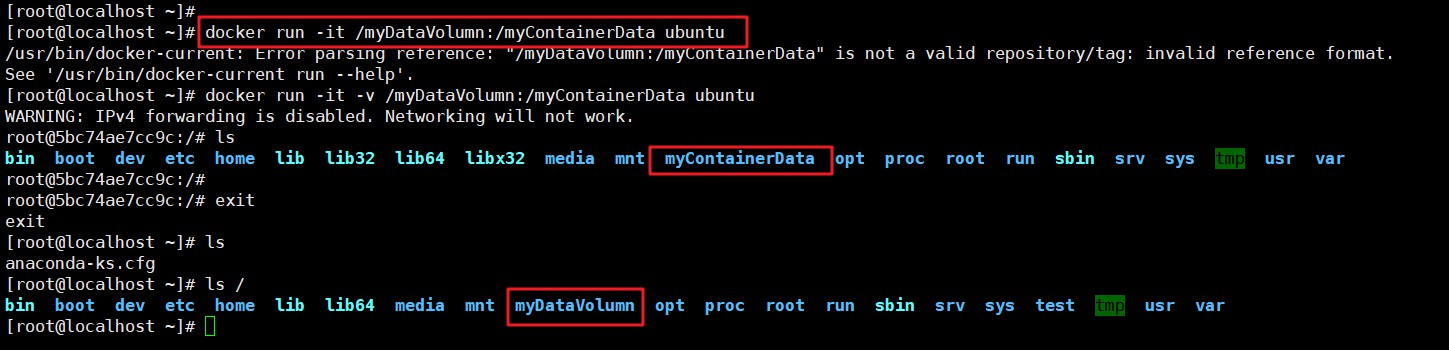 [root@localhost ~]#
[root@localhost ~]# docker run -it /myDataVolumn:/myContainerData ubuntu
/usr/bin/docker-current: Error parsing reference: "/myDataVolumn:/myContainerData" is not a valid repository/tag: invalid reference format.
See '/usr/bin/docker-current run --help'.
[root@localhost ~]# docker run -it -v /myDataVolumn:/myContainerData ubuntu
WARNING: IPv4 forwarding is disabled. Networking will not work.
root@5bc74ae7cc9c:/# ls
bin boot dev etc home lib lib32 lib64 libx32 media mnt myContainerData opt proc root run sbin srv sys tmp usr var
root@5bc74ae7cc9c:/#
root@5bc74ae7cc9c:/# exit
exit
[root@localhost ~]# ls
anaconda-ks.cfg
[root@localhost ~]# ls /
bin boot dev etc home lib lib64 media mnt myDataVolumn opt proc root run sbin srv sys test tmp usr var
[root@localhost ~]#